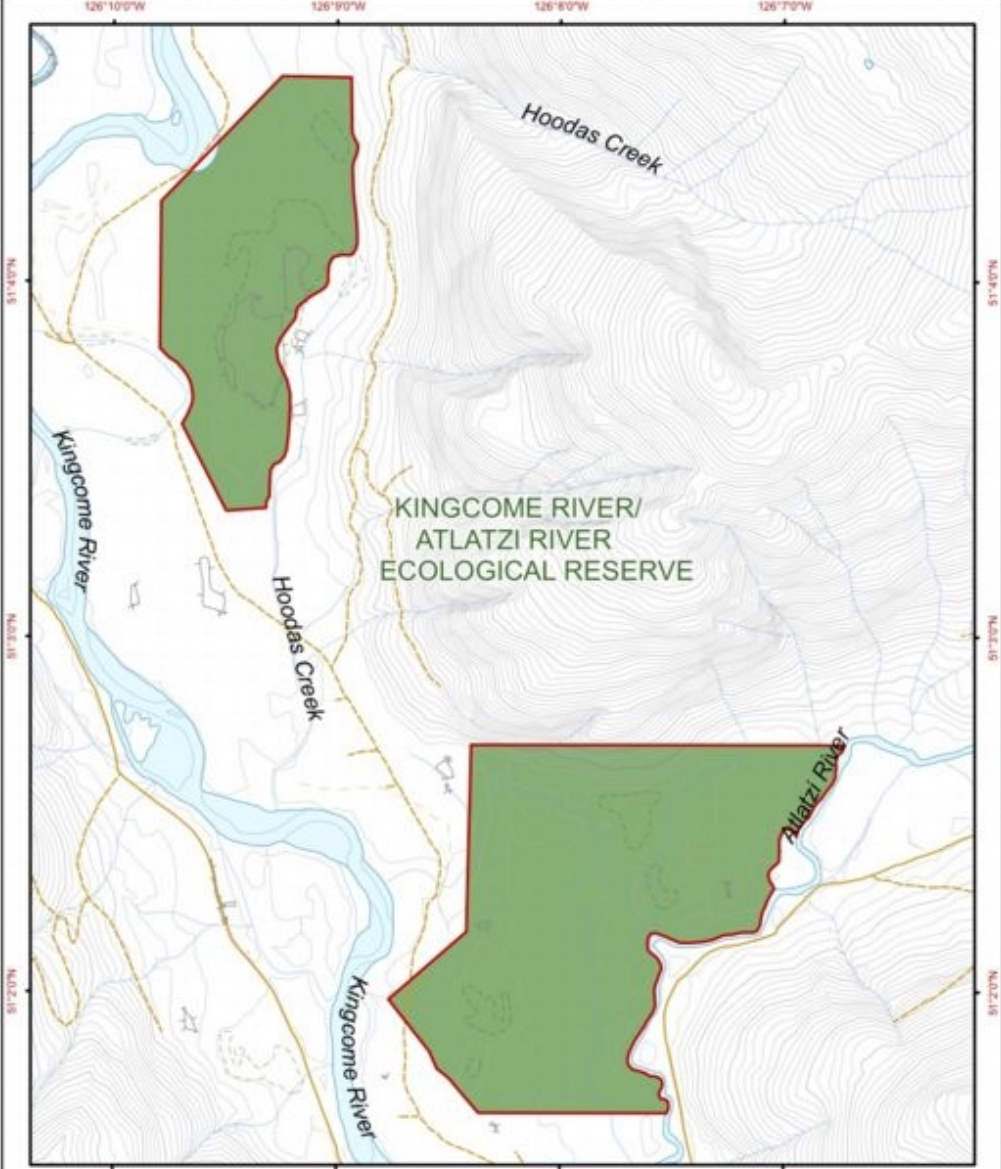 126°10'0"W 126°9'0"W 126°8'0"W 126°7'0"W
Hoodas Creek
51°4'0"N 51°4'0"N
Kingcome River
KINGCOME RIVER/
ATLATZI RIVER
ECOLOGICAL RESERVE
Hoodas Creek
51°3'0"N 51°3'0"N
Atlatzi River
51°2'0"N 51°2'0"N
Kingcome River